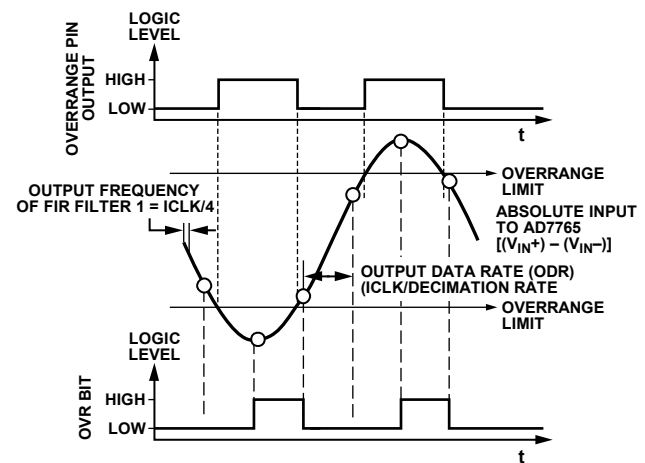 LOGIC
LEVEL
OVERRANGE PIN
OUTPUT
HIGH
LOW
t
OVERRANGE
LIMIT
OUTPUT FREQUENCY
OF FIR FILTER 1 = ICLK/4
ABSOLUTE INPUT
TO AD7765
[(VIN+) – (VIN–)]
OUTPUT DATA RATE (ODR)
(ICLK/DECIMATION RATE
OVERRANGE
LIMIT
LOGIC
LEVEL
OVR BIT
HIGH
LOW
t